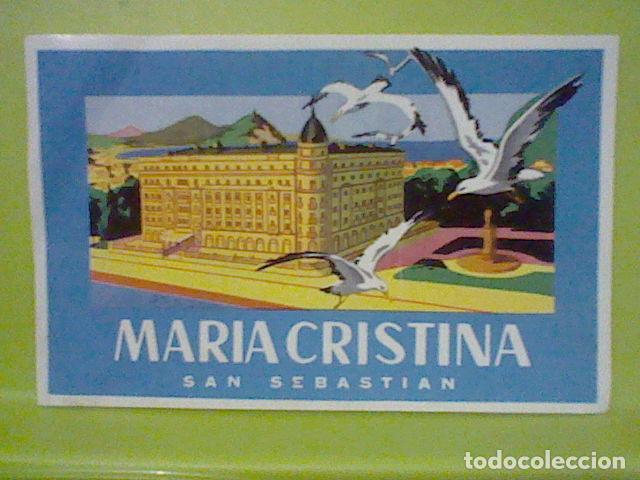 MARIA CRISTINA
SAN SEBASTIAN
todocoleccion